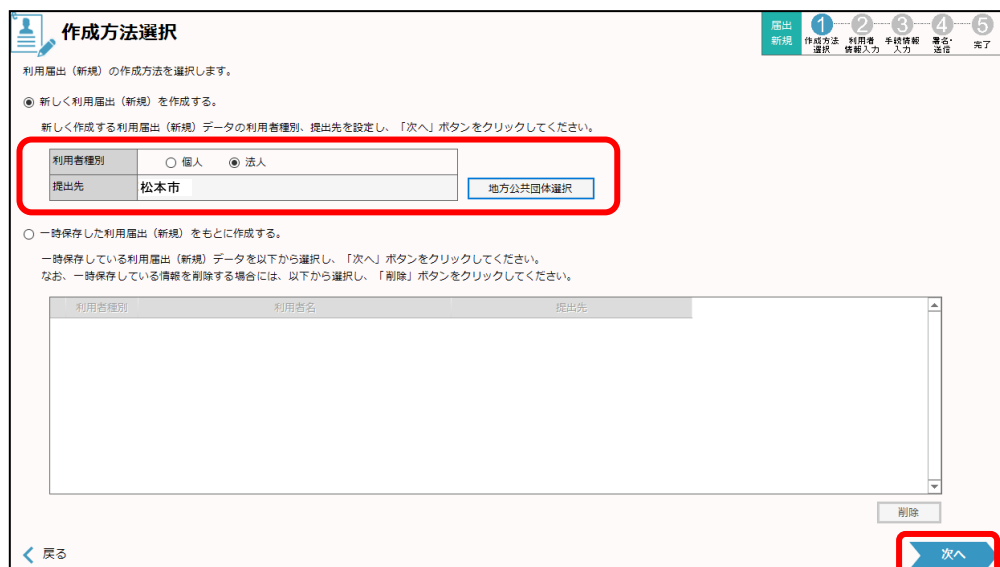 作成方法選択
届出
新規
1 2 3 4 5
作成方法
選択
利用者
情報入力
手続情報
入力
署名・
送信
完了
利用届出(新規)の作成方法を選択します。
新しく利用届出(新規)を作成する。
新しく作成する利用届出(新規)データの利用者種別、提出先を設定し、「次へ」ボタンをクリックしてください。
利用者種別 個人 法人
提出先 松本市 地方公共団体選択
一時保存した利用届出(新規)をもとに作成する。
一時保存している利用届出(新規)データを以下から選択し、「次へ」ボタンをクリックしてください。
なお、一時保存している情報を削除する場合には、以下から選択し、「削除」ボタンをクリックしてください。
利用者種別 利用者名 提出先
削除
戻る 次へ